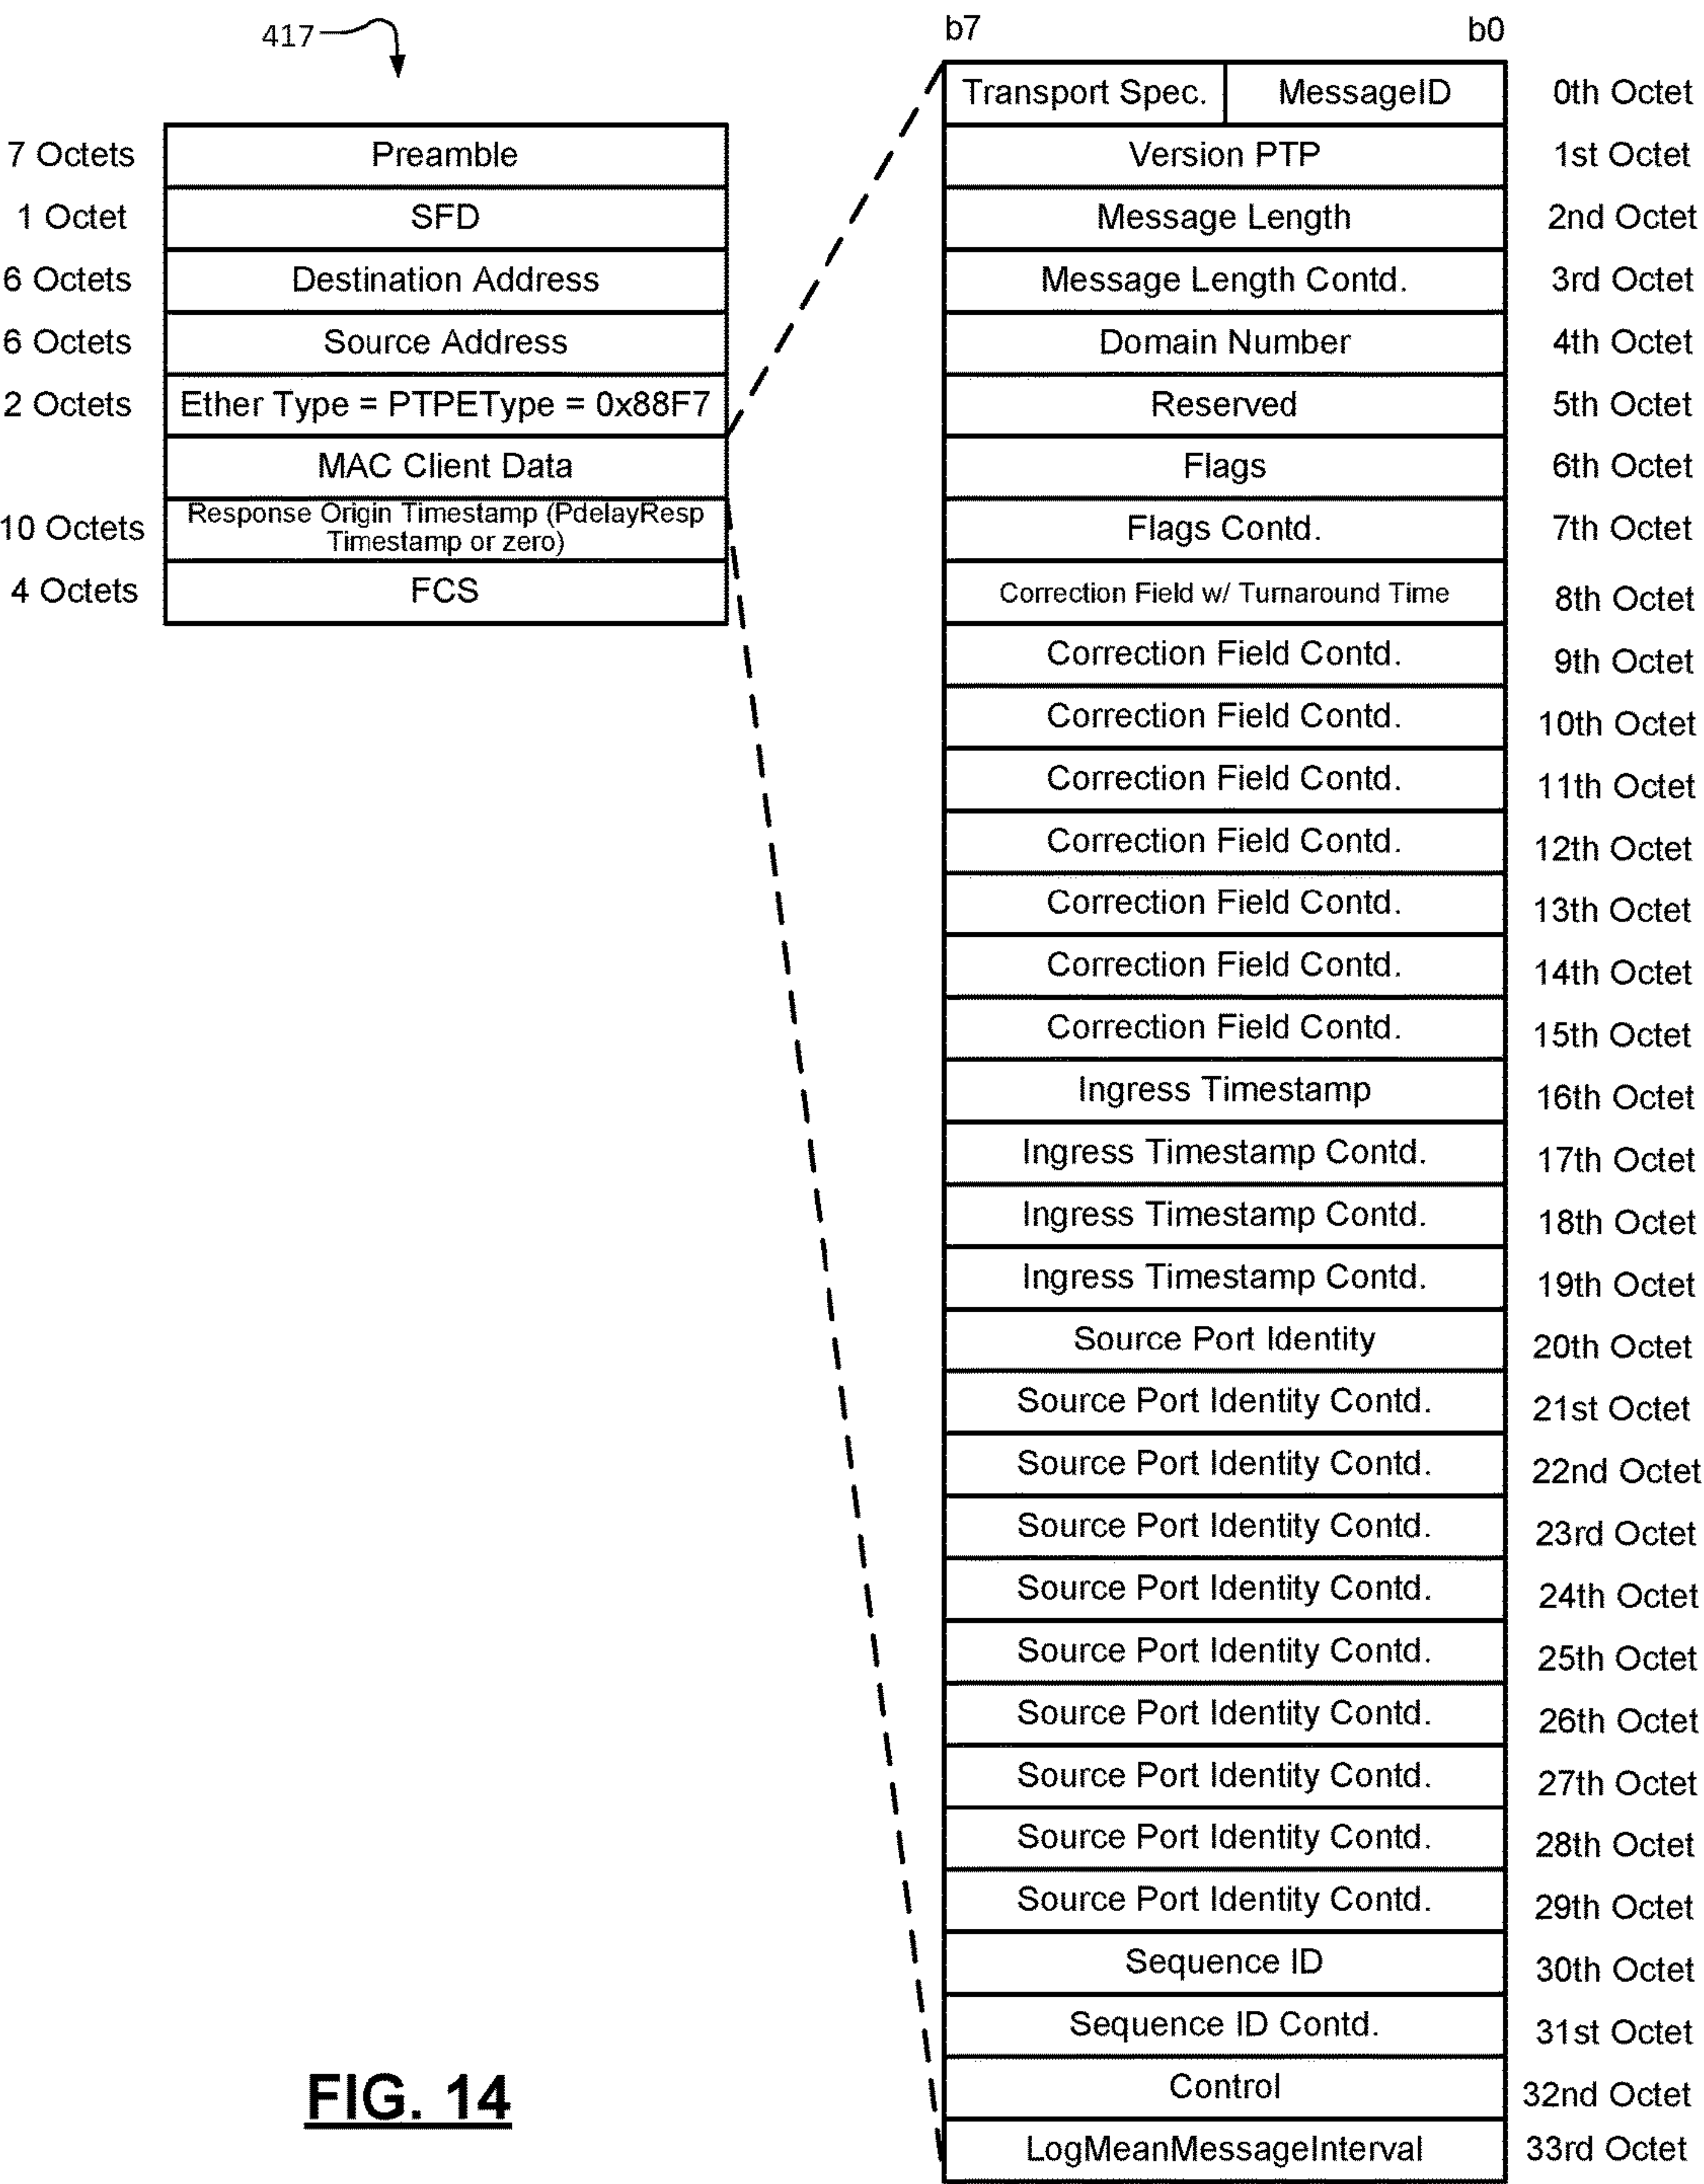 417
7 Octets Preamble
1 Octet SFD
6 Octets Destination Address
6 Octets Source Address
2 Octets Ether Type = PTPEType = 0x88F7
MAC Client Data
10 Octets Response Origin Timestamp (PdelayResp
Timestamp or zero)
4 Octets FCS
b7 b0
Transport Spec. MessageID 0th Octet
Version PTP 1st Octet
Message Length 2nd Octet
Message Length Contd. 3rd Octet
Domain Number 4th Octet
Reserved 5th Octet
Flags 6th Octet
Flags Contd. 7th Octet
Correction Field w/ Turnaround Time 8th Octet
Correction Field Contd. 9th Octet
Correction Field Contd. 10th Octet
Correction Field Contd. 11th Octet
Correction Field Contd. 12th Octet
Correction Field Contd. 13th Octet
Correction Field Contd. 14th Octet
Correction Field Contd. 15th Octet
Ingress Timestamp 16th Octet
Ingress Timestamp Contd. 17th Octet
Ingress Timestamp Contd. 18th Octet
Ingress Timestamp Contd. 19th Octet
Source Port Identity 20th Octet
Source Port Identity Contd. 21st Octet
Source Port Identity Contd. 22nd Octet
Source Port Identity Contd. 23rd Octet
Source Port Identity Contd. 24th Octet
Source Port Identity Contd. 25th Octet
Source Port Identity Contd. 26th Octet
Source Port Identity Contd. 27th Octet
Source Port Identity Contd. 28th Octet
Source Port Identity Contd. 29th Octet
Sequence ID 30th Octet
Sequence ID Contd. 31st Octet
Control 32nd Octet
LogMeanMessageInterval 33rd Octet
FIG. 14